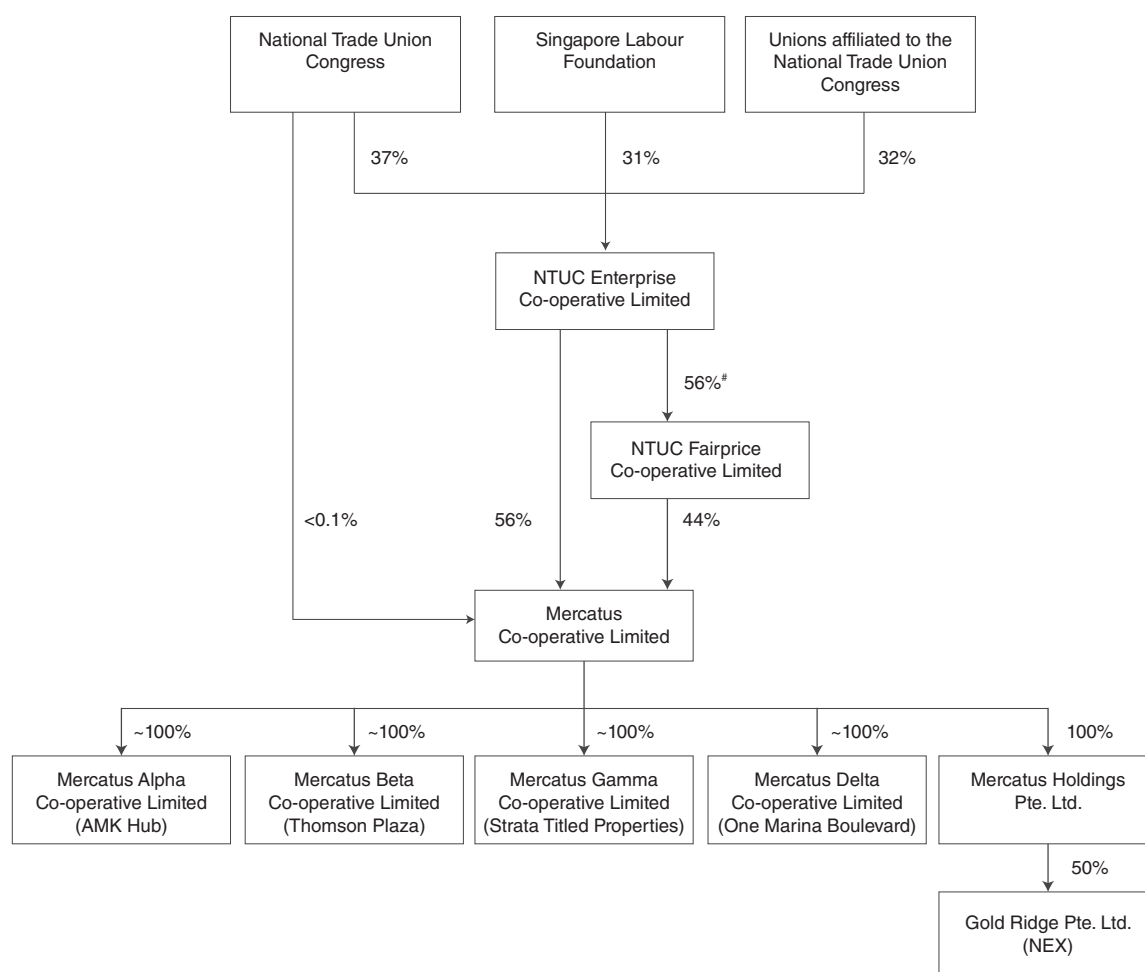 National Trade Union
Congress
Singapore Labour
Foundation
Unions affiliated to the
National Trade Union
Congress
37%
31%
32%
NTUC Enterprise
Co-operative Limited
56%#
NTUC Fairprice
Co-operative Limited
<0.1%
56%
44%
Mercatus
Co-operative Limited
~100%
~100%
~100%
~100%
100%
Mercatus Alpha
Co-operative Limited
(AMK Hub)
Mercatus Beta
Co-operative Limited
(Thomson Plaza)
Mercatus Gamma
Co-operative Limited
(Strata Titled Properties)
Mercatus Delta
Co-operative Limited
(One Marina Boulevard)
Mercatus Holdings
Pte. Ltd.
50%
Gold Ridge Pte. Ltd.
(NEX)